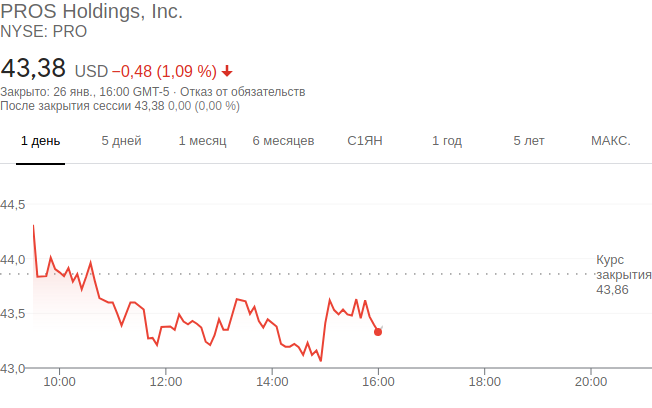 PROS Holdings, Inc.
NYSE: PRO
43,38 USD −0,48 (1,09 %)
Закрыто: 26 янв., 16:00 GMT-5 · Отказ от обязательств
После закрытия сессии 43,38 0,00 (0,00 %)
1 день 5 дней 1 месяц 6 месяцев С1ЯН 1 год 5 лет МАКС.
44,5
44,0
Курс
закрытия
43,86
43,5
43,0
10:00 12:00 14:00 16:00 18:00 20:00